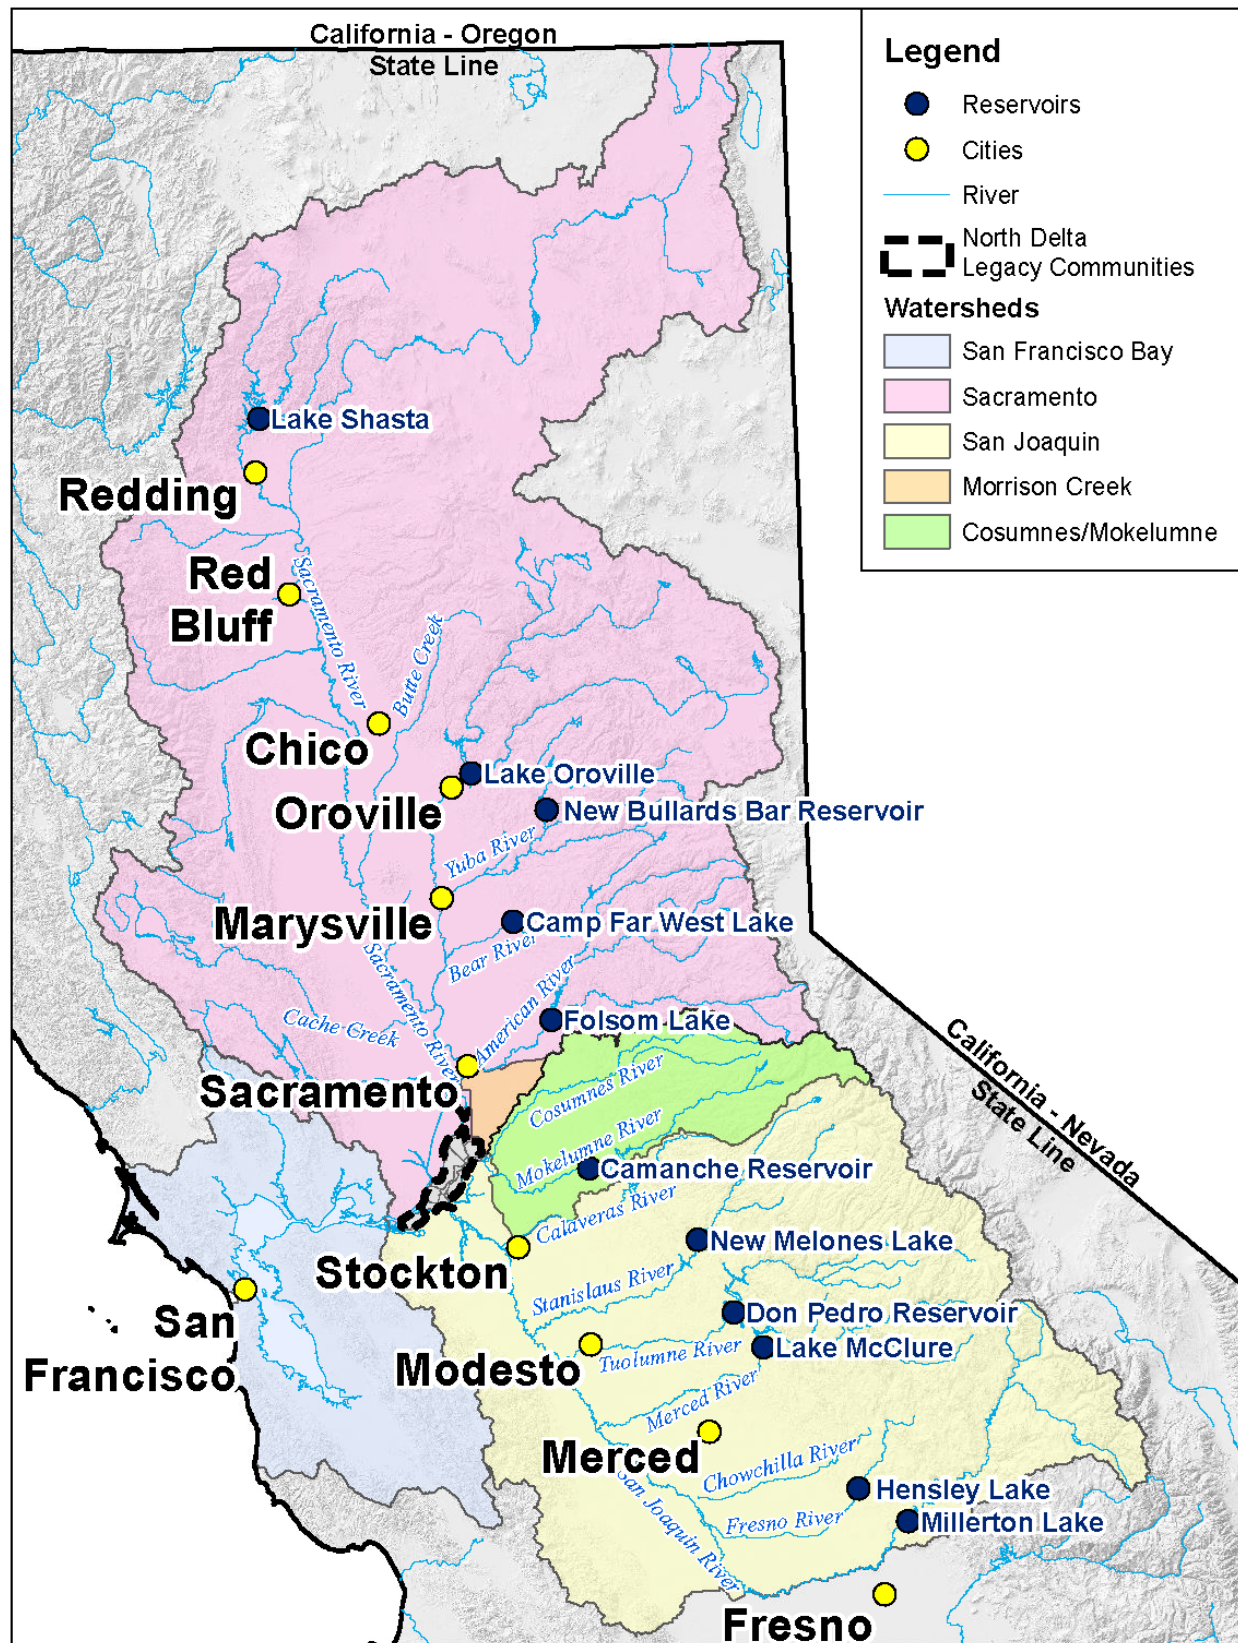 California - Oregon
State Line
Legend
Reservoirs
Cities
River
North Delta
Legacy Communities
Watersheds
San Francisco Bay
Sacramento
San Joaquin
Morrison Creek
Cosumnes/Mokelumne
Lake Shasta
Redding
Red
Bluff
Sacramento River
Butte Creek
Chico
Lake Oroville
Oroville
New Bullards Bar Reservoir
Yuba River
Marysville
Camp Far West Lake
Bear River
Sacramento River
American River
Cache Creek
Folsom Lake
Sacramento
Cosumnes River
California - Nevada
State Line
Mokelumne River
Camanche Reservoir
Calaveras River
New Melones Lake
Stockton
Stanislaus River
San
Francisco
Don Pedro Reservoir
Tuolumne River
Lake McClure
Modesto
Merced River
Merced
Chowchilla River
Hensley Lake
San Joaquin River
Fresno River
Millerton Lake
Fresno